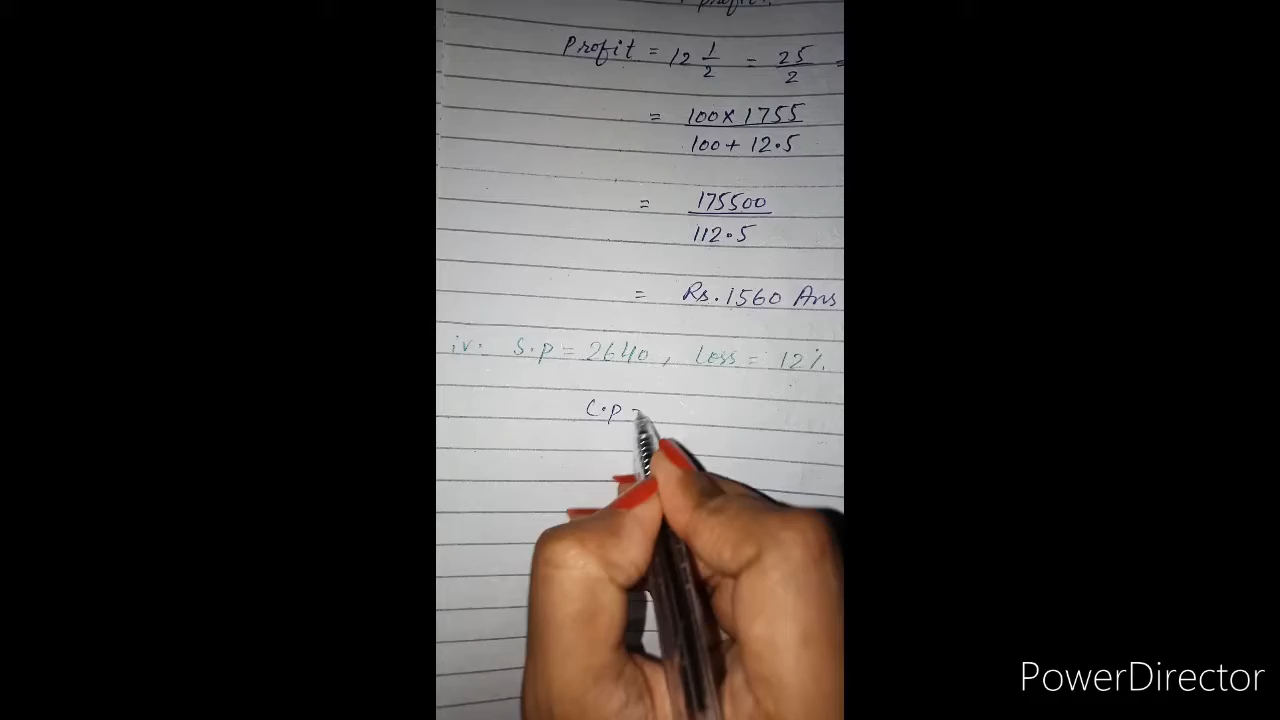 profit.
Profit = 12 1/2 = 25/2 =
= 100 x 1755 / 100 + 12.5
= 175500 / 112.5
= Rs. 1560 Ans
iv. S.p = 2640, Loss = 12%.
C.p =
PowerDirector